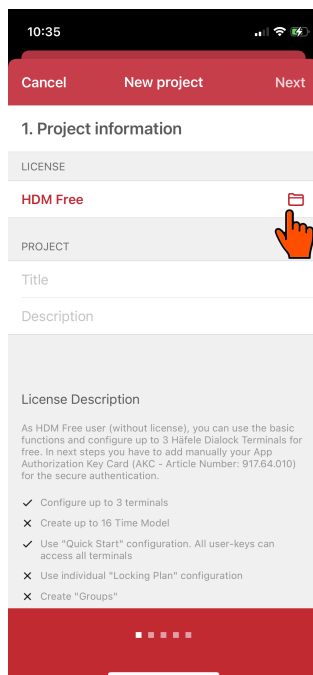 10:35
Cancel New project Next
1. Project information
LICENSE
HDM Free
PROJECT
Title
Description
License Description
As HDM Free user (without license), you can use the basic
functions and configure up to 3 Häfele Dialock Terminals for
free. In next steps you have to add manually your App
Authorization Key Card (AKC - Article Number: 917.64.010)
for the secure authentication.
Configure up to 3 terminals
Create up to 16 Time Model
Use "Quick Start" configuration. All user-keys can
access all terminals
Use individual "Locking Plan" configuration
Create "Groups"